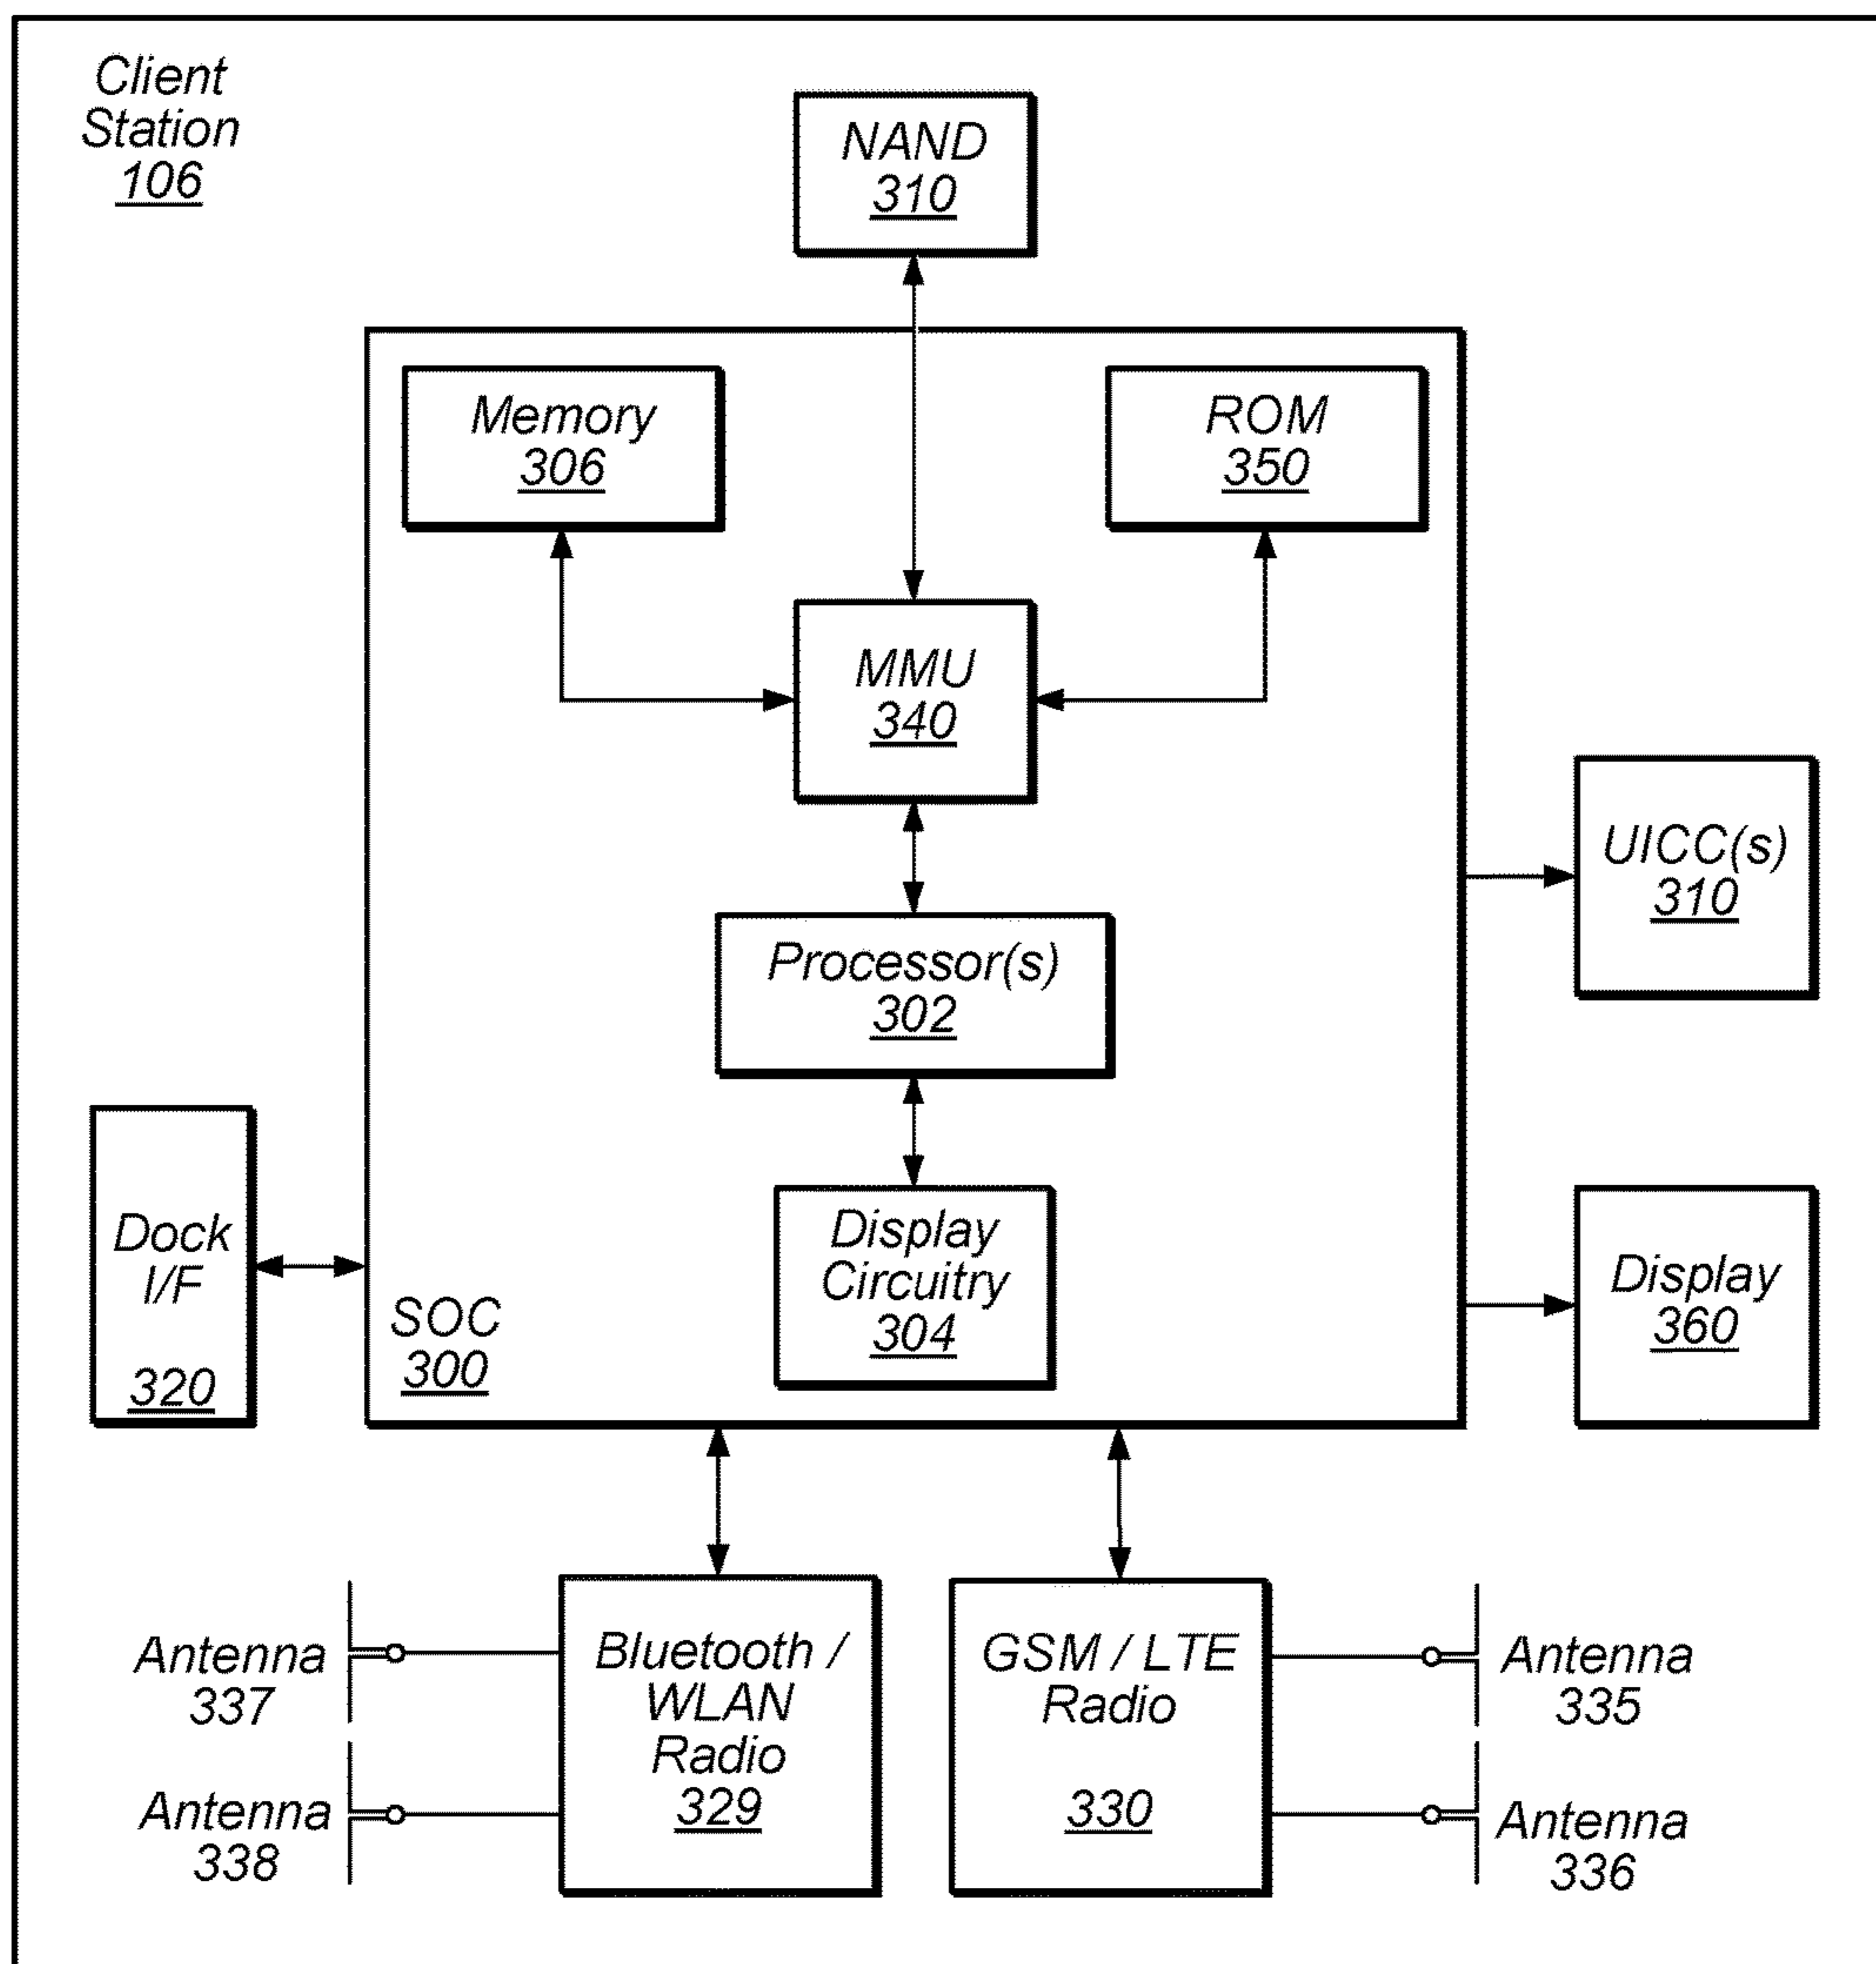 Client
Station
106
NAND
310
Memory
306
ROM
350
MMU
340
UICC(s)
310
Processor(s)
302
Dock
I/F
320
Display
Circuitry
304
SOC
300
Display
360
Antenna
337
Antenna
338
Bluetooth /
WLAN
Radio
329
GSM / LTE
Radio
330
Antenna
335
Antenna
336